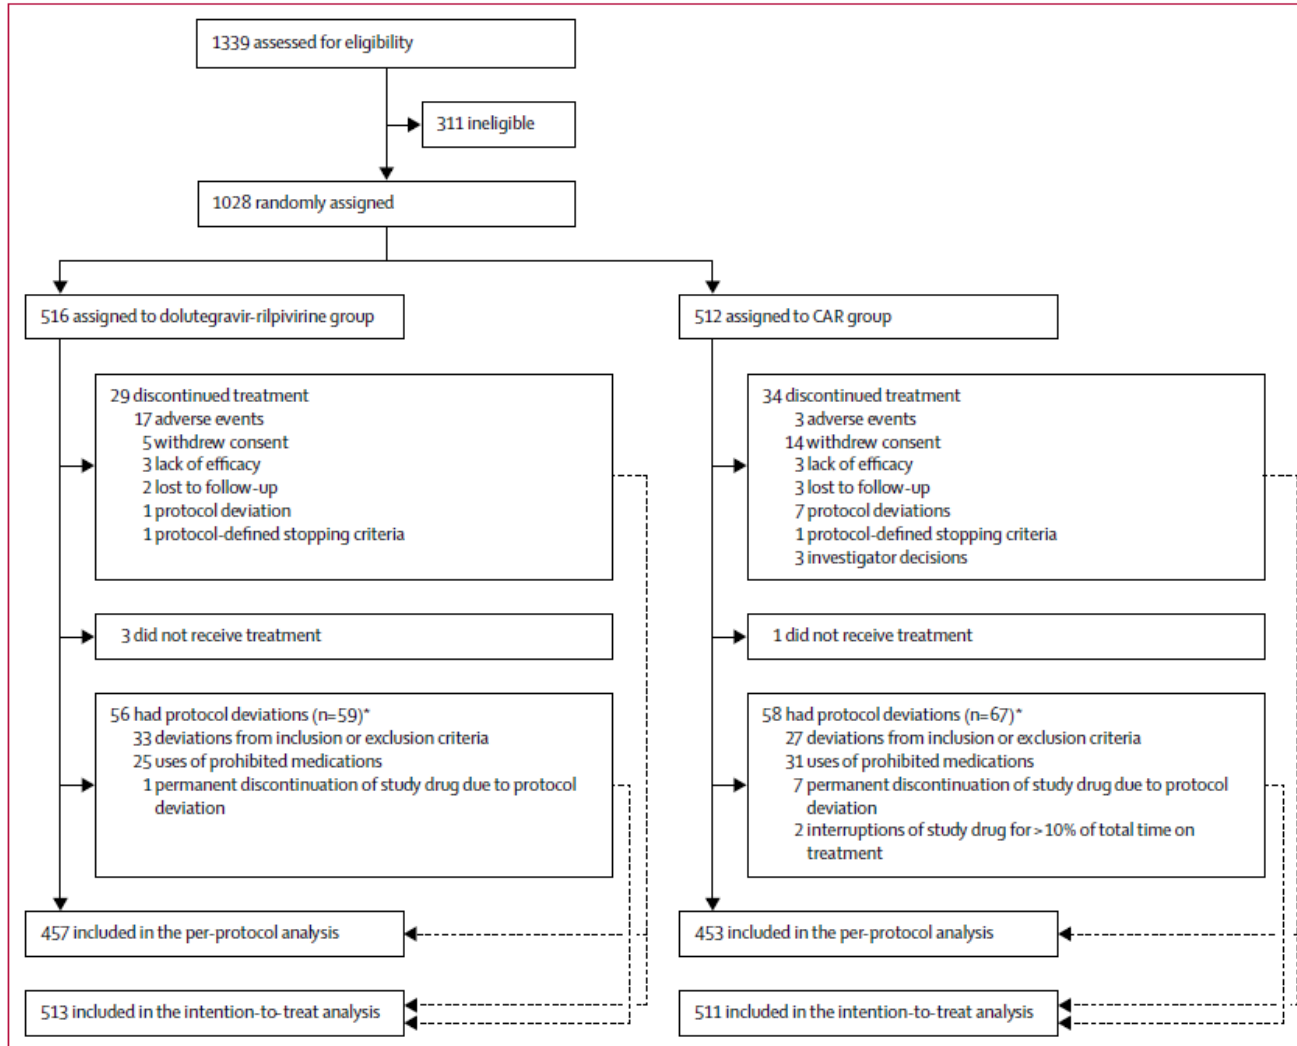 1339 assessed for eligibility
311 ineligible
1028 randomly assigned
516 assigned to dolutegravir-rilpivirine group
29 discontinued treatment
17 adverse events
5 withdrew consent
3 lack of efficacy
2 lost to follow-up
1 protocol deviation
1 protocol-defined stopping criteria
3 did not receive treatment
56 had protocol deviations (n=59)*
33 deviations from inclusion or exclusion criteria
25 uses of prohibited medications
1 permanent discontinuation of study drug due to protocol
deviation
457 included in the per-protocol analysis
513 included in the intention-to-treat analysis
512 assigned to CAR group
34 discontinued treatment
3 adverse events
14 withdrew consent
3 lack of efficacy
3 lost to follow-up
7 protocol deviations
1 protocol-defined stopping criteria
3 investigator decisions
1 did not receive treatment
58 had protocol deviations (n=67)*
27 deviations from inclusion or exclusion criteria
31 uses of prohibited medications
7 permanent discontinuation of study drug due to protocol
deviation
2 interruptions of study drug for >10% of total time on
treatment
453 included in the per-protocol analysis
511 included in the intention-to-treat analysis